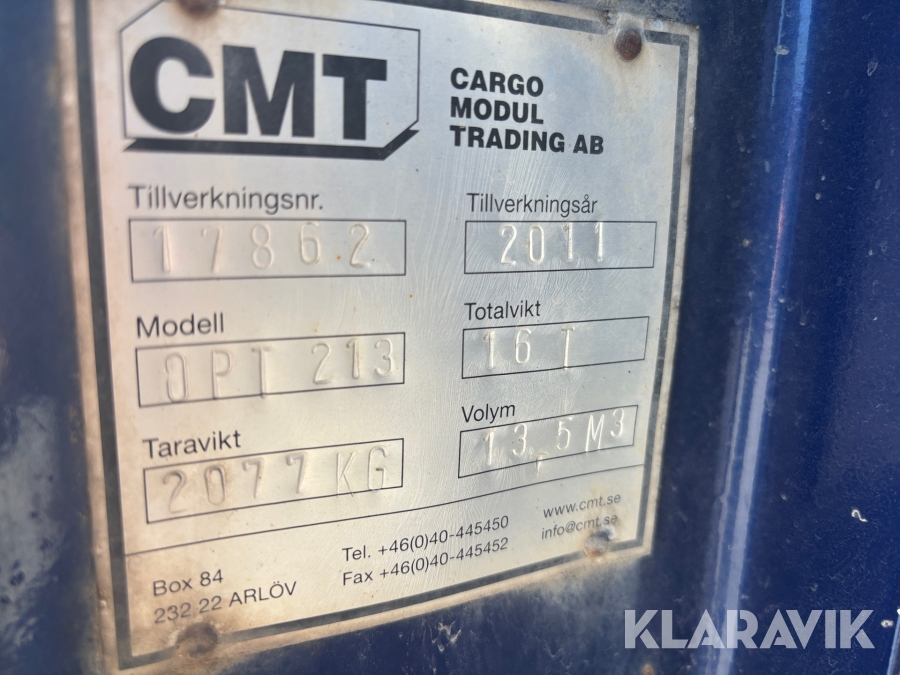 CMT
CARGO
MODUL
TRADING AB
Tillverkningsnr.
17862
Tillverkningsår
2011
Modell
OPT 213
Totalvikt
16 T
Taravikt
2077 KG
Volym
13,5 M3
Box 84
232 22 ARLÖV
Tel. +46(0)40-445450
Fax +46(0)40-445452
www.cmt.se
info@cmt.se
KLARAVIK